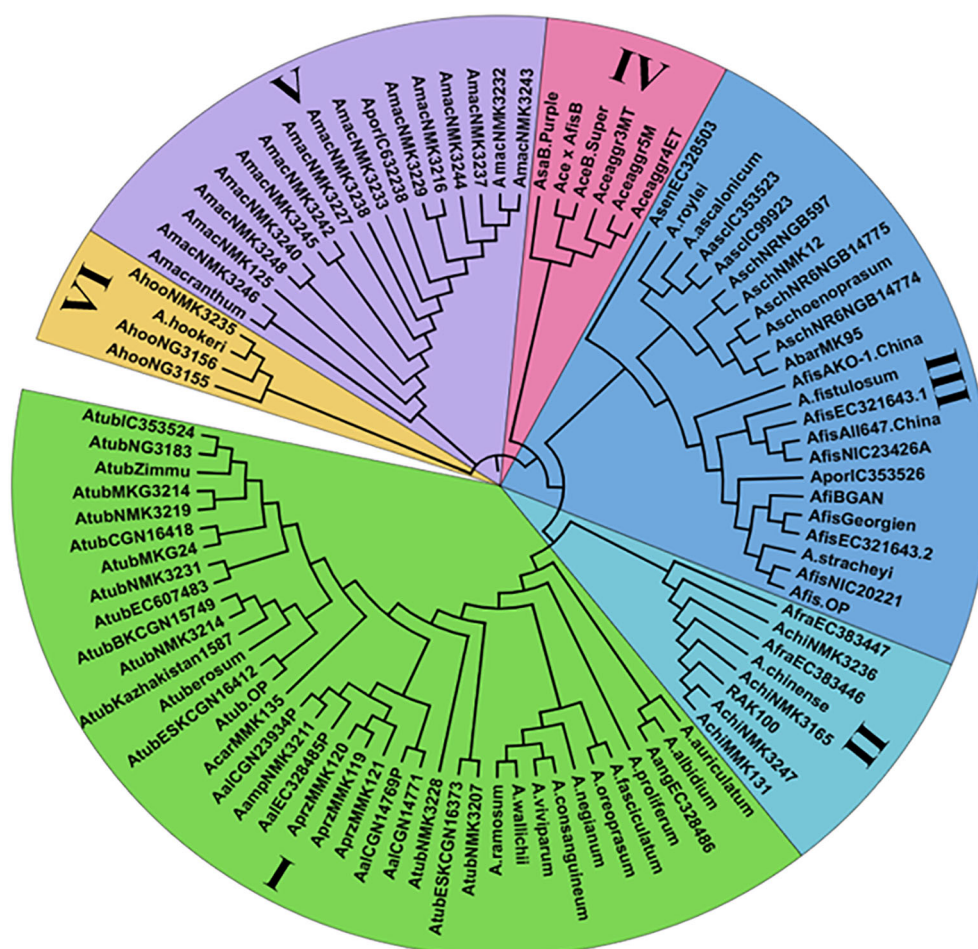 V
AmacNMK3243
AmacNMK3232
AmacNMK3237
AmacNMK3244
AmacNMK3216
AmacNMK3229
AporIC632238
AmacNMK3233
AmacNMK3238
AmacNMK3227
AmacNMK3242
AmacNMK3245
AmacNMK3240
AmacNMK3248
AmacNMK125
AmacNMK3246
Amacranthum
IV
AsaB.Purple
Ace x AfisB
AceB.Super
Aceaggr3MT
Aceaggr5M
Aceaggr4ET
III
AsenEC328503
A.roylei
A.ascalonicum
AascIC353523
AascIC99923
AschNRNGB597
AschNMK12
AschNR6NGB14775
Aschoenoprasum
AschNR6NGB14774
AbarMK95
AfisAKO-1.China
A.fistulosum
AfisEC321643.1
AfisAll647.China
AfisNIC23426A
AporIC353526
AfiBGAN
AfisGeorgien
AfisEC321643.2
A.stracheyi
AfisNIC20221
Afis.OP
II
AfraEC383447
AchiNMK3236
AfraEC383446
A.chinense
AchiNMK3165
RAK100
AchiNMK3247
AchiMMK131
I
A.auriculatum
A.albidium
AangEC328486
A.proliferum
A.fasciculatum
A.oreoprasum
A.negianum
A.consanguineum
A.viviparum
A.wallichii
A.ramosum
AtubNMK3207
AtubESKCGN16373
AtubNMK3228
AalCGN14771
AalCGN14769P
AprzMMK121
AprzMMK119
AprzMMK120
AalEC328485P
AampNMK3211
AalCGN23934P
AcarMMK135
Atub.OP
AtubESKCGN16412
Atuberosum
AtubKazhakistan1587
AtubNMK3214
AtubBKCGN15749
AtubEC607483
AtubNMK3231
AtubMKG24
AtubCGN16418
AtubNMK3219
AtubMKG3214
AtubZimmu
AtubNG3183
AtubIC353524
VI
AhooNMK3235
A.hookeri
AhooNG3156
AhooNG3155